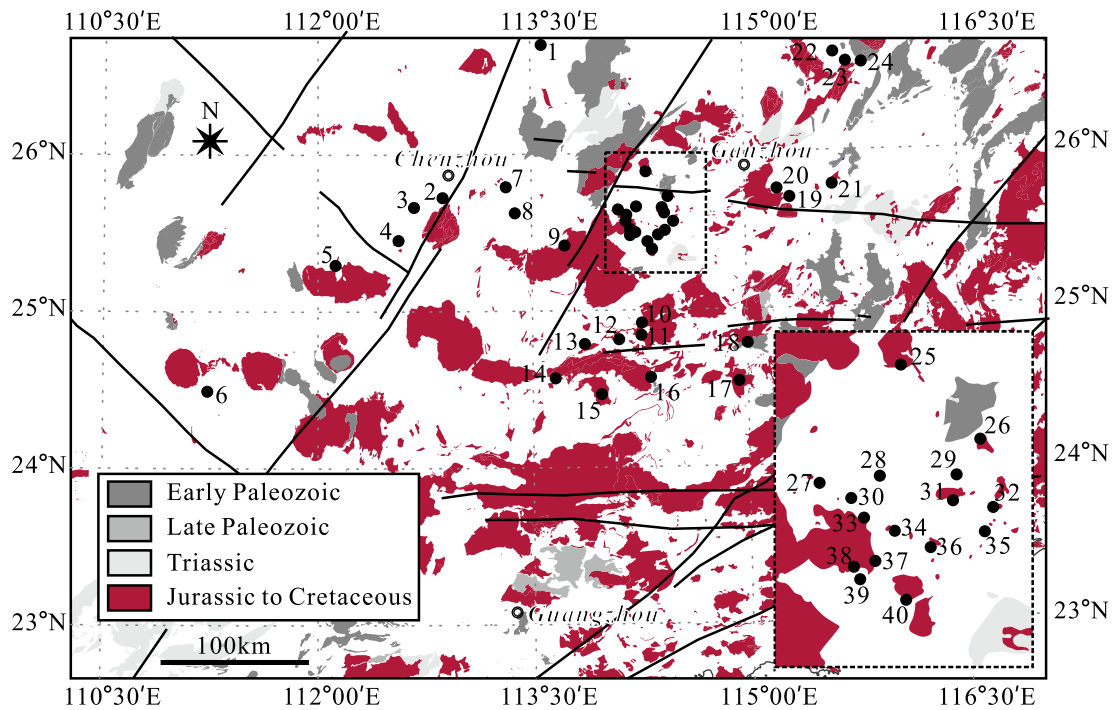 110°30′E 112°00′E 113°30′E 115°00′E 116°30′E
1
22
24
23
N
26°N 26°N
Chenzhou
Ganzhou
7
20
21
2
19
3
8
4
9
5
25°N 25°N
10
12
11
13
18
14
16
17
15
6
25
26
24°N 24°N
28
29
27
30
31
32
33
34
35
36
37
38
39
40
Early Paleozoic
Late Paleozoic
Triassic
Jurassic to Cretaceous
Guangzhou
23°N 23°N
100km
110°30′E 112°00′E 113°30′E 115°00′E 116°30′E